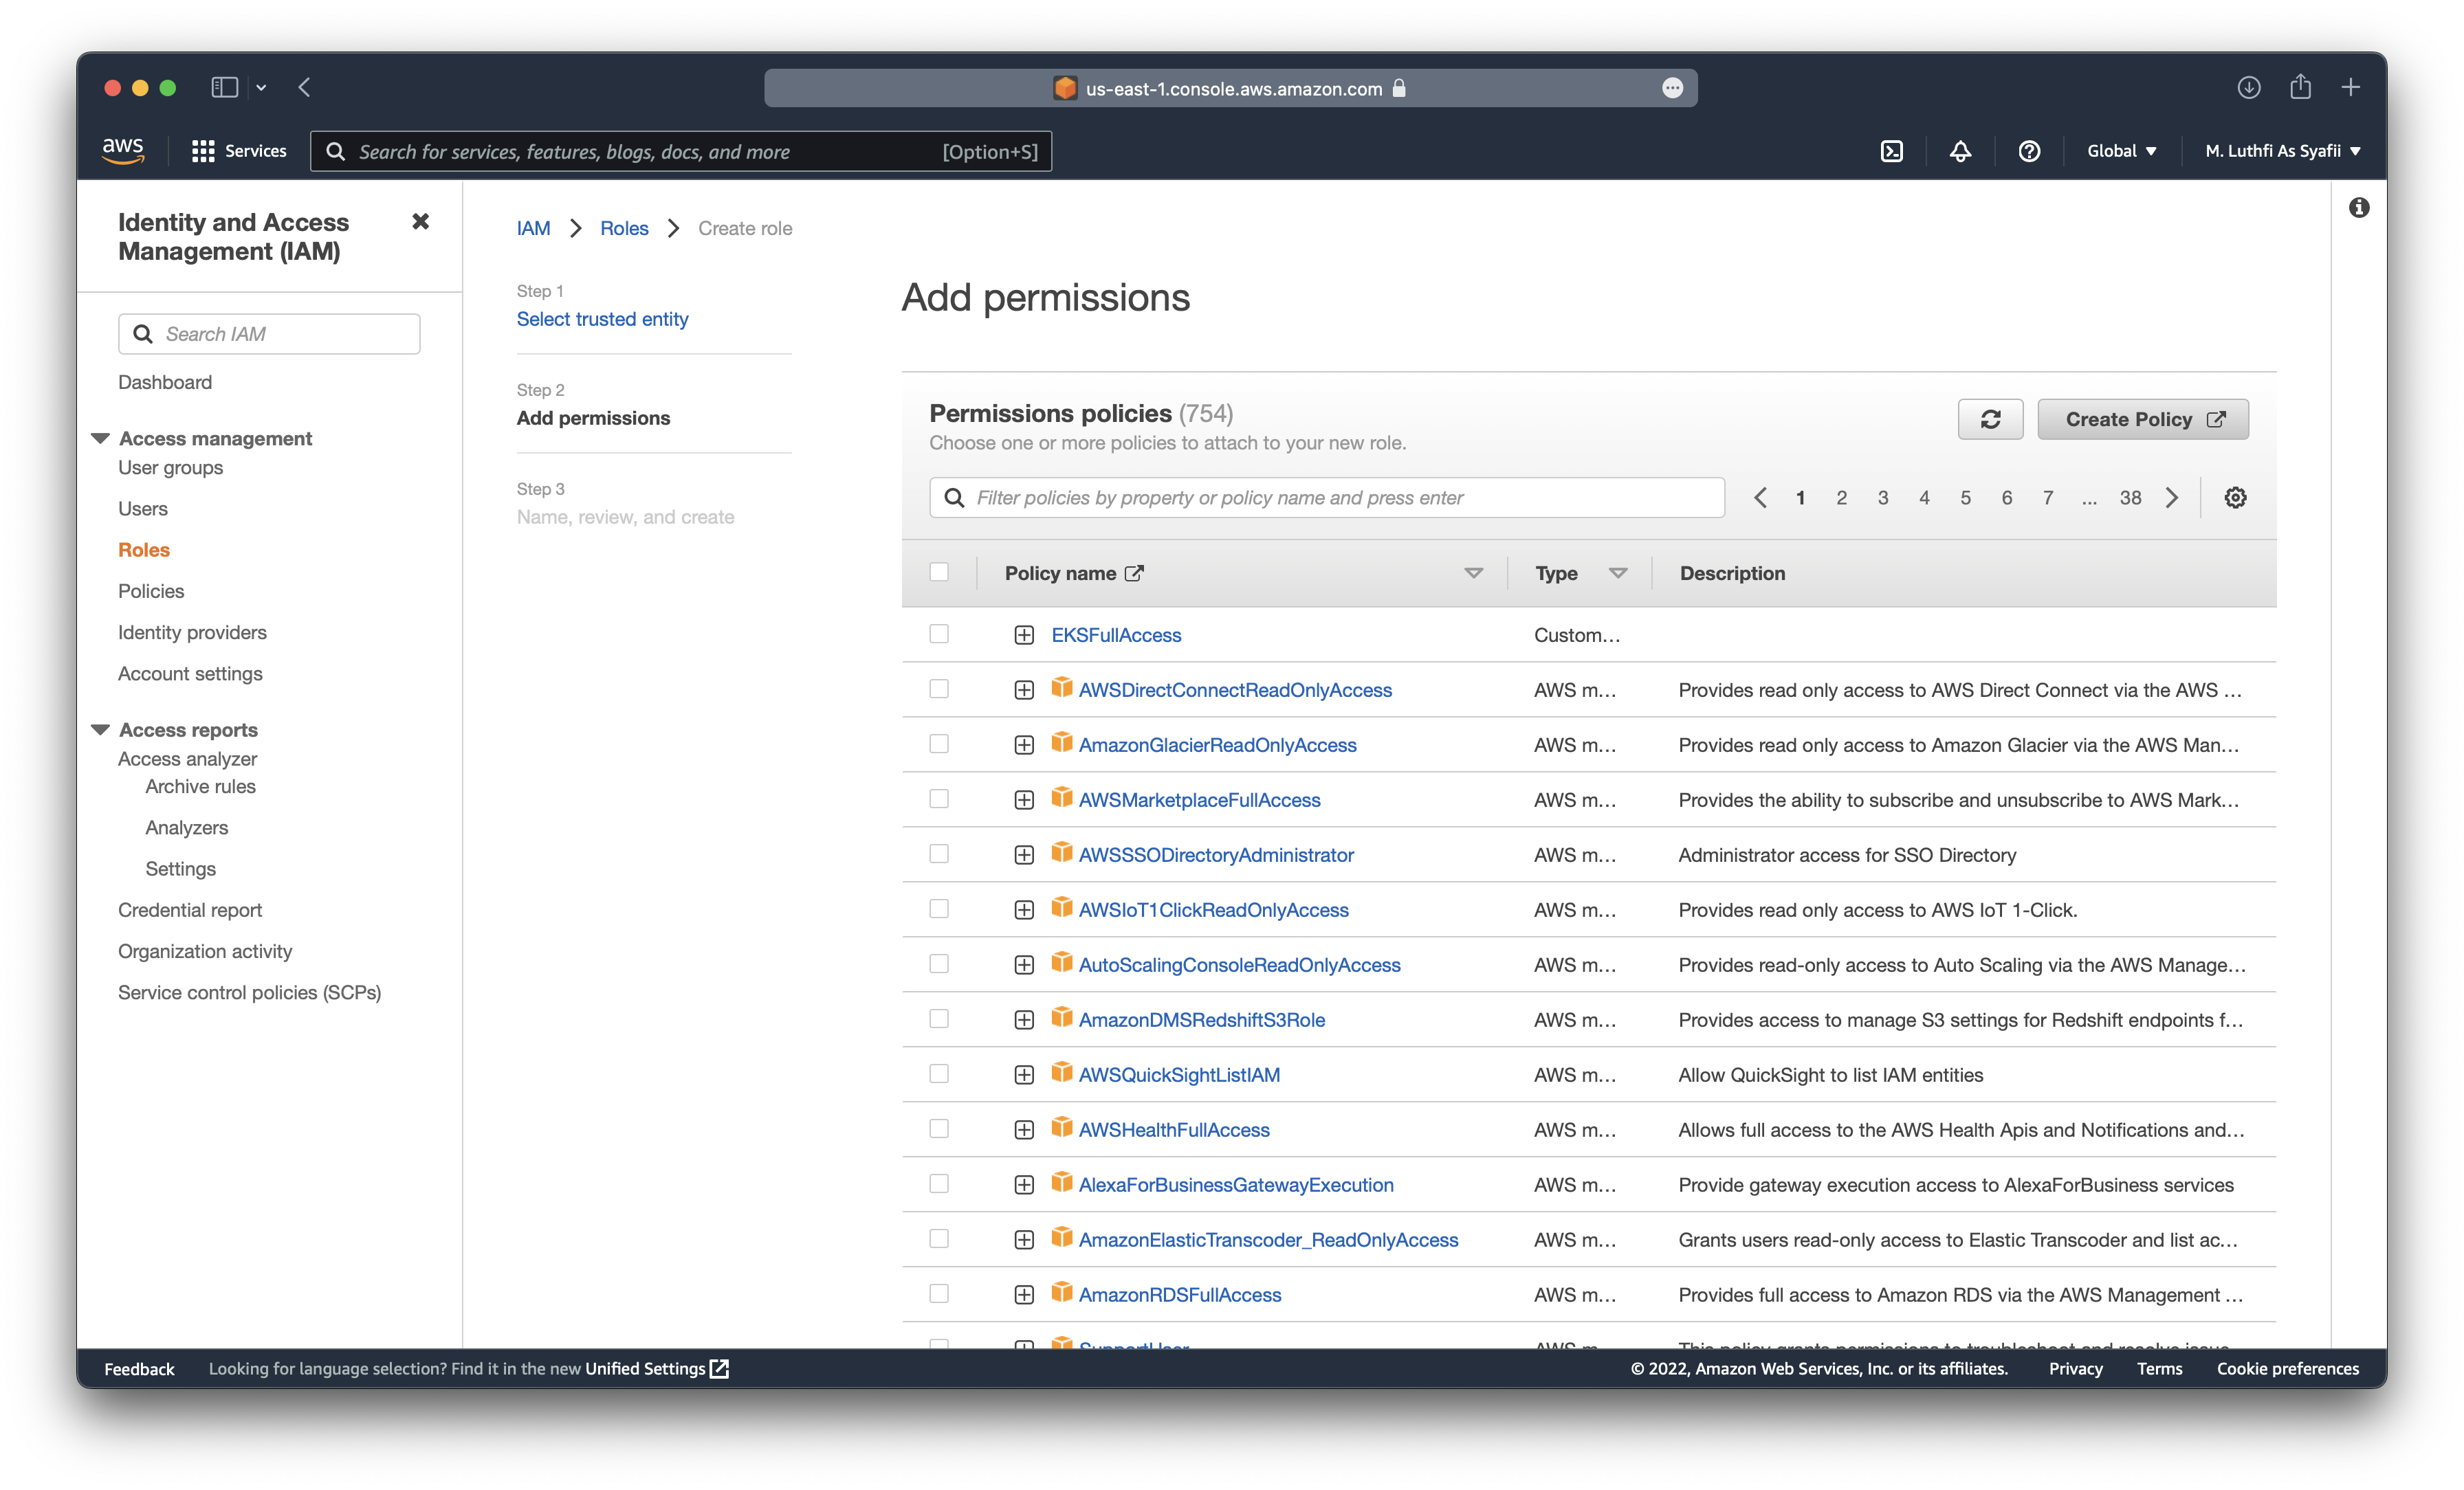 us-east-1.console.aws.amazon.com
aws
Services
Search for services, features, blogs, docs, and more
[Option+S]
Global
M. Luthfi As Syafii
Identity and Access
Management (IAM)
Search IAM
Dashboard
Access management
User groups
Users
Roles
Policies
Identity providers
Account settings
Access reports
Access analyzer
Archive rules
Analyzers
Settings
Credential report
Organization activity
Service control policies (SCPs)
IAM > Roles > Create role
Step 1
Select trusted entity
Step 2
Add permissions
Step 3
Name, review, and create
Add permissions
Permissions policies (754)
Choose one or more policies to attach to your new role.
Create Policy
Filter policies by property or policy name and press enter
1 2 3 4 5 6 7 ... 38
Policy name Type Description
EKSFullAccess Custom...
AWSDirectConnectReadOnlyAccess AWS m... Provides read only access to AWS Direct Connect via the AWS ...
AmazonGlacierReadOnlyAccess AWS m... Provides read only access to Amazon Glacier via the AWS Man...
AWSMarketplaceFullAccess AWS m... Provides the ability to subscribe and unsubscribe to AWS Mark...
AWSSSODirectoryAdministrator AWS m... Administrator access for SSO Directory
AWSIoT1ClickReadOnlyAccess AWS m... Provides read only access to AWS IoT 1-Click.
AutoScalingConsoleReadOnlyAccess AWS m... Provides read-only access to Auto Scaling via the AWS Manage...
AmazonDMSRedshiftS3Role AWS m... Provides access to manage S3 settings for Redshift endpoints f...
AWSQuickSightListIAM AWS m... Allow QuickSight to list IAM entities
AWSHealthFullAccess AWS m... Allows full access to the AWS Health Apis and Notifications and...
AlexaForBusinessGatewayExecution AWS m... Provide gateway execution access to AlexaForBusiness services
AmazonElasticTranscoder_ReadOnlyAccess AWS m... Grants users read-only access to Elastic Transcoder and list ac...
AmazonRDSFullAccess AWS m... Provides full access to Amazon RDS via the AWS Management ...
SupportUser AWS m... This policy grants permissions to troubleshoot and resolve issue...
Feedback
Looking for language selection? Find it in the new Unified Settings
© 2022, Amazon Web Services, Inc. or its affiliates.
Privacy
Terms
Cookie preferences